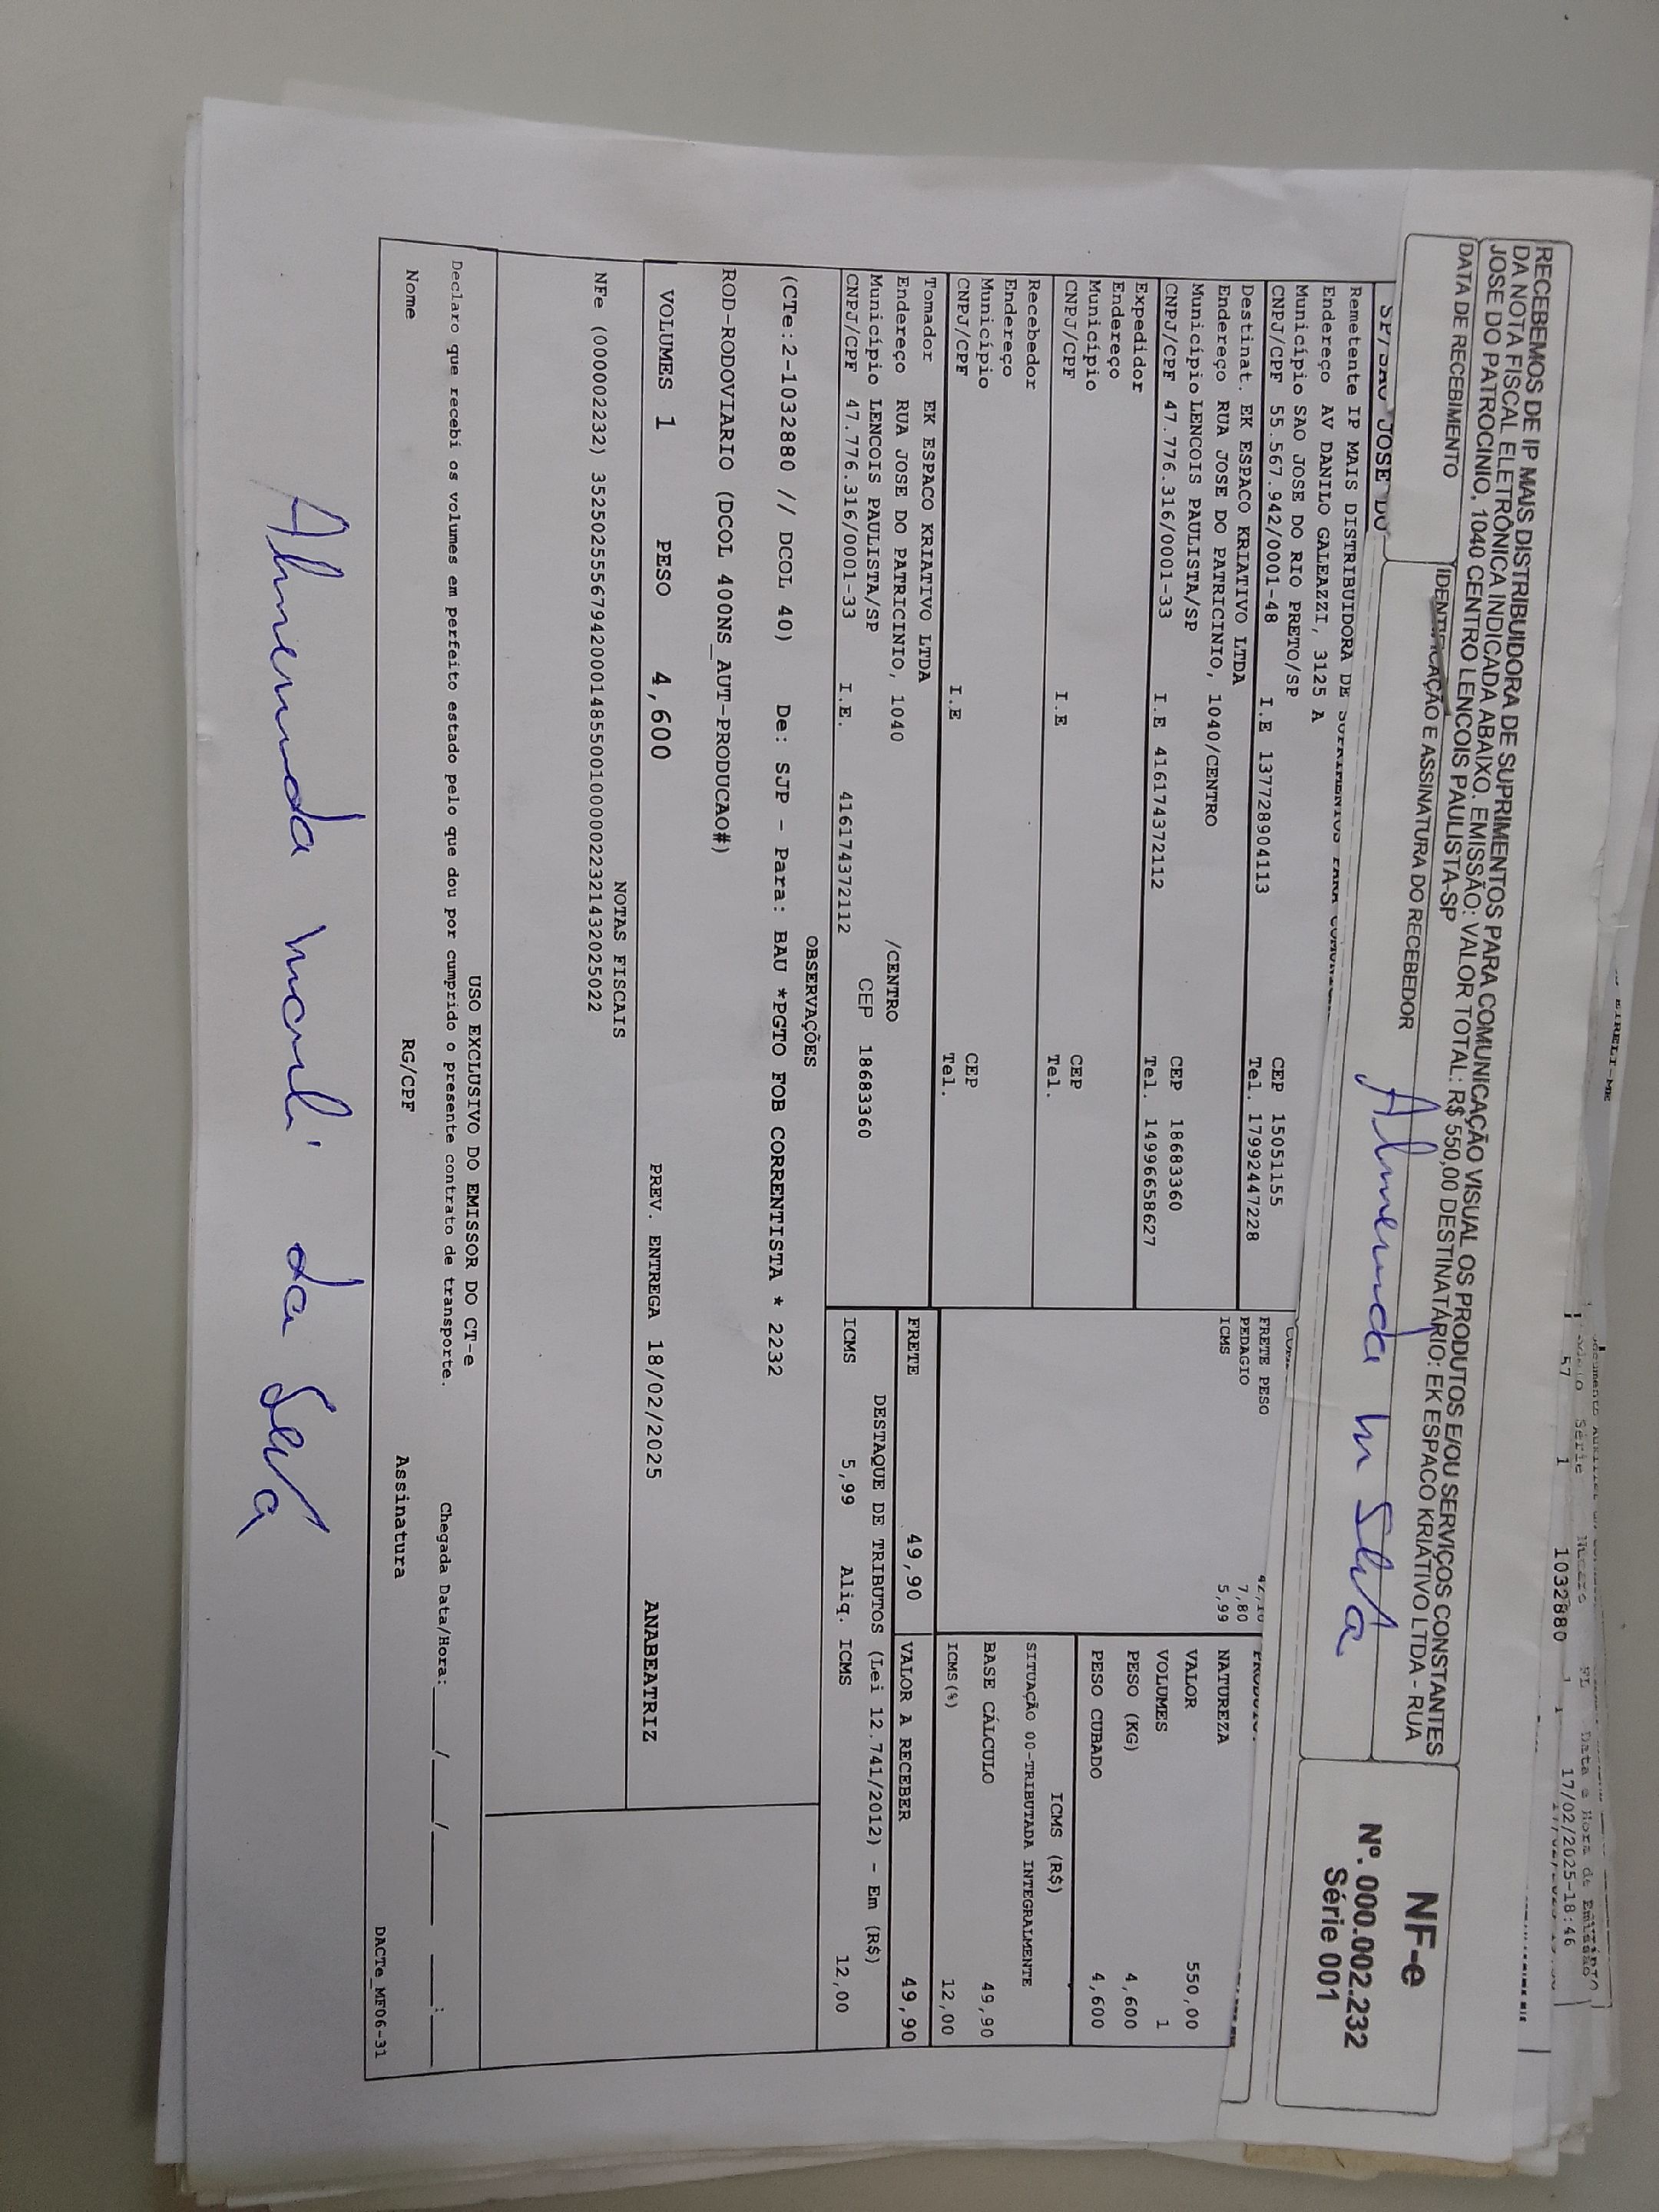 RECEBEMOS DE IP MAIS DISTRIBUIDORA DE SUPRIMENTOS PARA COMUNICAÇÃO VISUAL OS PRODUTOS E/OU SERVIÇOS CONSTANTES
DA NOTA FISCAL ELETRÔNICA INDICADA ABAIXO. EMISSÃO: VALOR TOTAL: R$ 550,00 DESTINATÁRIO: EK ESPACO KRIATIVO LTDA - RUA
JOSE DO PATROCINIO, 1040 CENTRO LENCOIS PAULISTA-SP
DATA DE RECEBIMENTO
IDENTIFICAÇÃO E ASSINATURA DO RECEBEDOR
NF-e
Nº. 000.002.232
Série 001
1032880 1 1 17/02/2025-18:46
SP/SAO JOSE DO
Remetente IP MAIS DISTRIBUIDORA DE SUPRIMENTOS PARA
Endereço AV DANILO GALEAZZI, 3125 A
Município SAO JOSE DO RIO PRETO/SP CEP 15051155
CNPJ/CPF 55.567.942/0001-48 I.E 137728904113 Tel. 17992447228
Destinat. EK ESPACO KRIATIVO LTDA
Endereço RUA JOSE DO PATRICINIO, 1040/CENTRO
Município LENCOIS PAULISTA/SP CEP 18683360
CNPJ/CPF 47.776.316/0001-33 I.E 416174372112 Tel. 14996658627
Expedidor
Endereço
Município CEP
CNPJ/CPF I.E Tel.
Recebedor
Endereço
Município CEP
CNPJ/CPF I.E Tel.
Tomador EK ESPACO KRIATIVO LTDA
Endereço RUA JOSE DO PATRICINIO, 1040 /CENTRO
Município LENCOIS PAULISTA/SP CEP 18683360
CNPJ/CPF 47.776.316/0001-33 I.E. 416174372112
FRETE PESO
PEDAGIO 7,80
ICMS 5,99
NATUREZA
VALOR 550,00
VOLUMES 1
PESO (KG) 4,600
PESO CUBADO 4,600
ICMS (R$)
SITUAÇÃO 00-TRIBUTADA INTEGRALMENTE
BASE CÁLCULO 49,90
ICMS(%) 12,00
FRETE 49,90 VALOR A RECEBER 49,90
DESTAQUE DE TRIBUTOS (Lei 12.741/2012) - Em (R$)
ICMS 5,99 Aliq. ICMS 12,00
OBSERVAÇÕES
(CTe:2-1032880 // DCOL 40) De: SJP - Para: BAU *PGTO FOB CORRENTISTA * 2232
ROD-RODOVIARIO (DCOL 400NS_AUT-PRODUCAO#)
VOLUMES 1 PESO 4,600 PREV. ENTREGA 18/02/2025 ANABEATRIZ
NOTAS FISCAIS
NFe (000002232) 35250255567942000148550010000022321432025022
USO EXCLUSIVO DO EMISSOR DO CT-e
Declaro que recebi os volumes em perfeito estado pelo que dou por cumprido o presente contrato de transporte. Chegada Data/Hora:____/____/______ ____:____
Nome RG/CPF Assinatura
DACTe_MF06-31